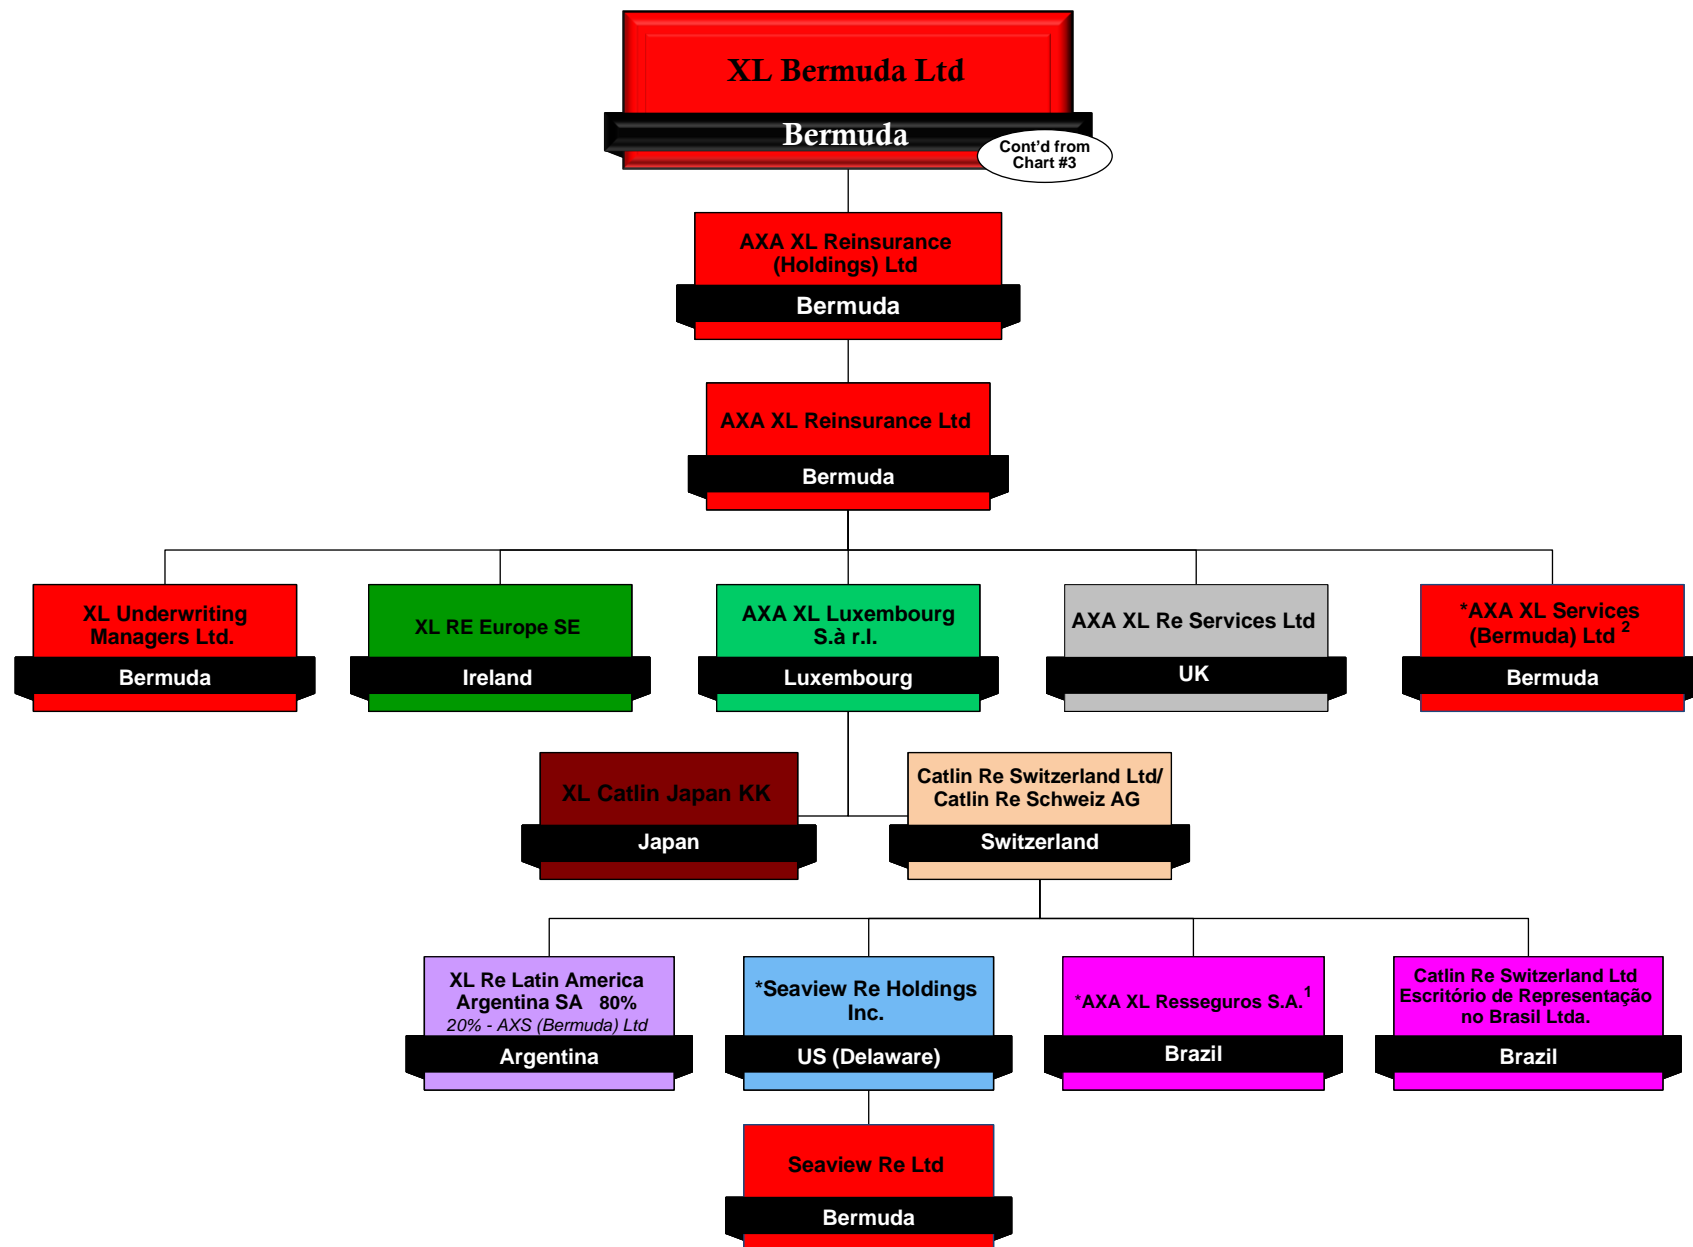 XL Bermuda Ltd
Bermuda
Cont'd from
Chart #3
AXA XL Reinsurance
(Holdings) Ltd
Bermuda
AXA XL Reinsurance Ltd
Bermuda
XL Underwriting
Managers Ltd.
Bermuda
XL RE Europe SE
Ireland
AXA XL Luxembourg
S.à r.l.
Luxembourg
AXA XL Re Services Ltd
UK
*AXA XL Services
(Bermuda) Ltd 2
Bermuda
XL Catlin Japan KK
Japan
Catlin Re Switzerland Ltd/
Catlin Re Schweiz AG
Switzerland
XL Re Latin America
Argentina SA 80%
20% - AXS (Bermuda) Ltd
Argentina
*Seaview Re Holdings
Inc.
US (Delaware)
*AXA XL Resseguros S.A.1
Brazil
Catlin Re Switzerland Ltd
Escritório de Representação
no Brasil Ltda.
Brazil
Seaview Re Ltd
Bermuda